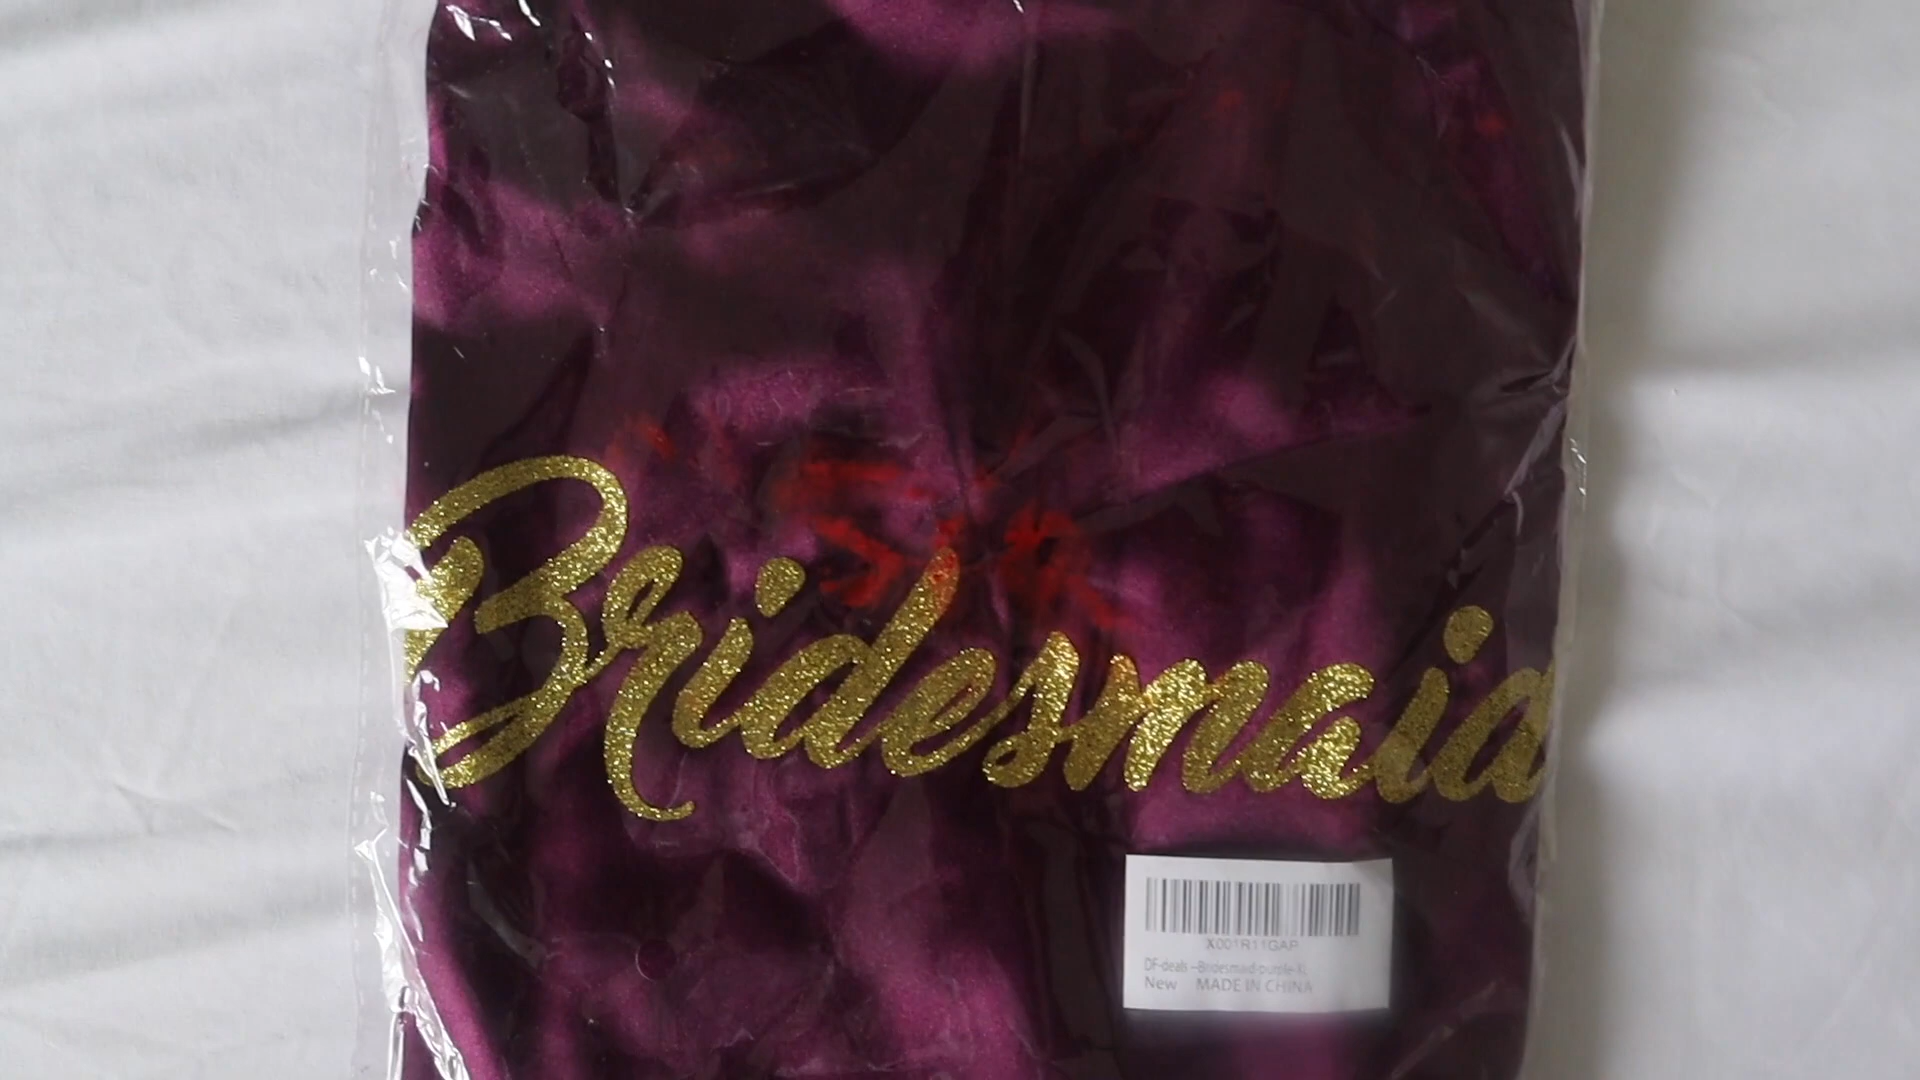 Bridesmaid
X001R11GAP
DF-deals -Bridesmaid-purple-XL
New MADE IN CHINA